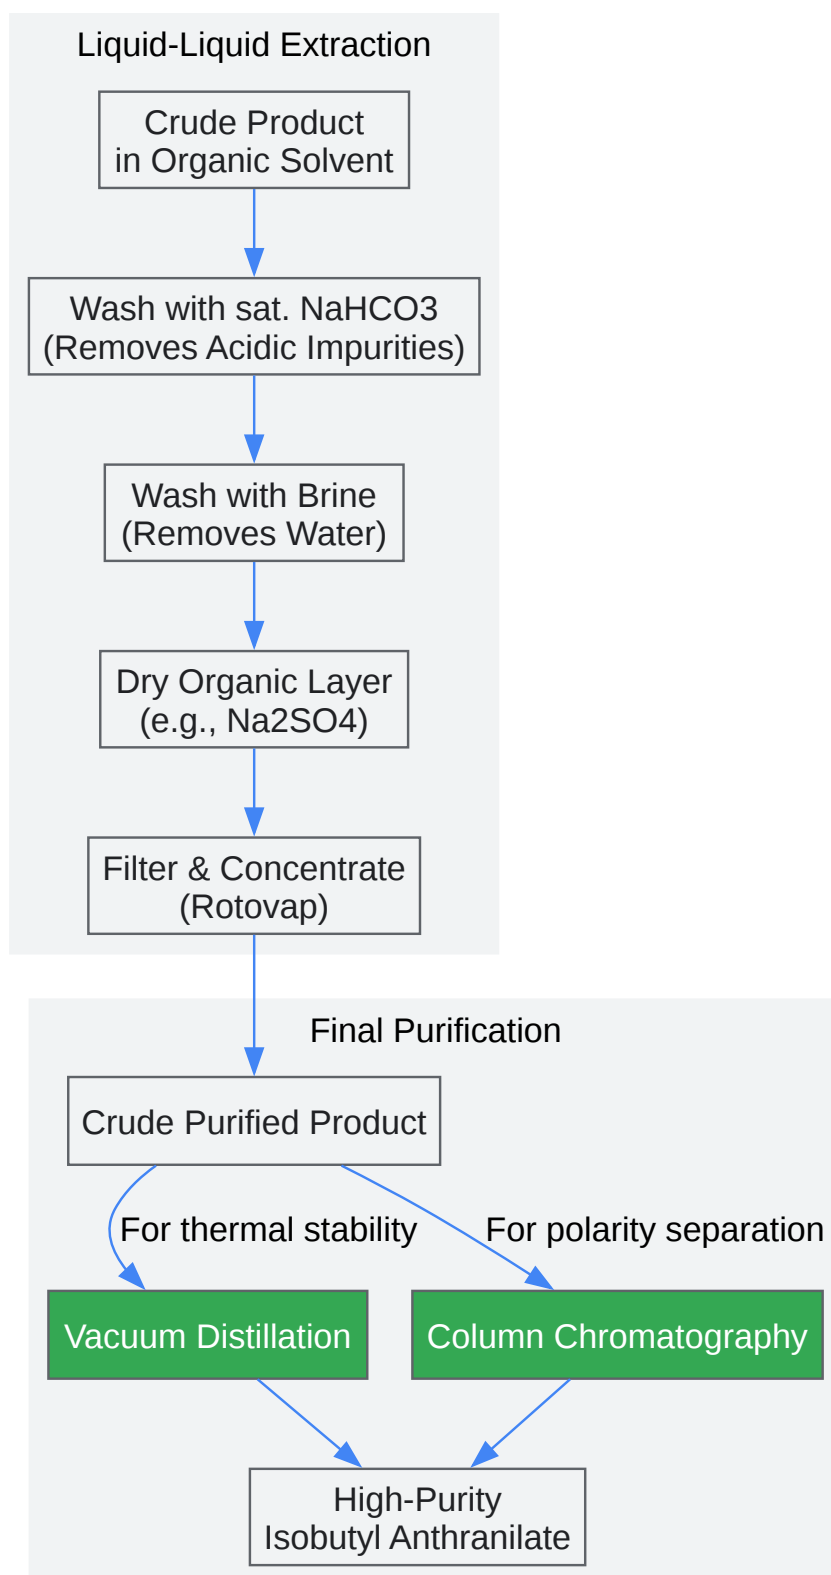 Liquid-Liquid Extraction
Crude Product
in Organic Solvent
Wash with sat. NaHCO3
(Removes Acidic Impurities)
Wash with Brine
(Removes Water)
Dry Organic Layer
(e.g., Na2SO4)
Filter & Concentrate
(Rotovap)
Final Purification
Crude Purified Product
For thermal stability
For polarity separation
Vacuum Distillation
Column Chromatography
High-Purity
Isobutyl Anthranilate